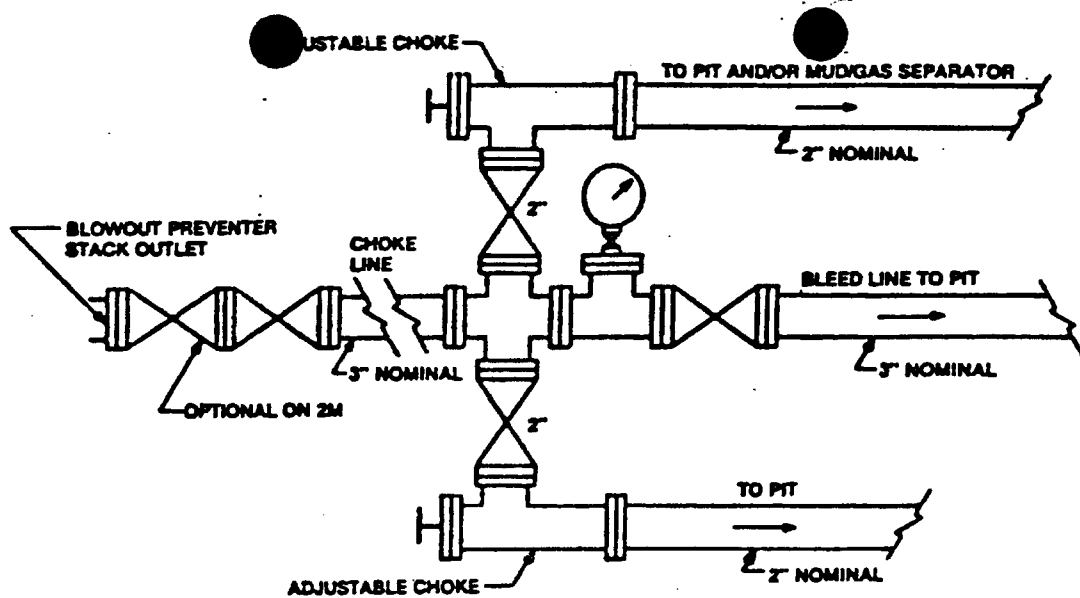 USTABLE CHOKE
TO PIT AND/OR MUD/GAS SEPARATOR
2" NOMINAL
2"
BLOWOUT PREVENTER
STACK OUTLET
CHOKE
LINE
BLEED LINE TO PIT
3" NOMINAL
3" NOMINAL
OPTIONAL ON 2M
2"
TO PIT
2" NOMINAL
ADJUSTABLE CHOKE